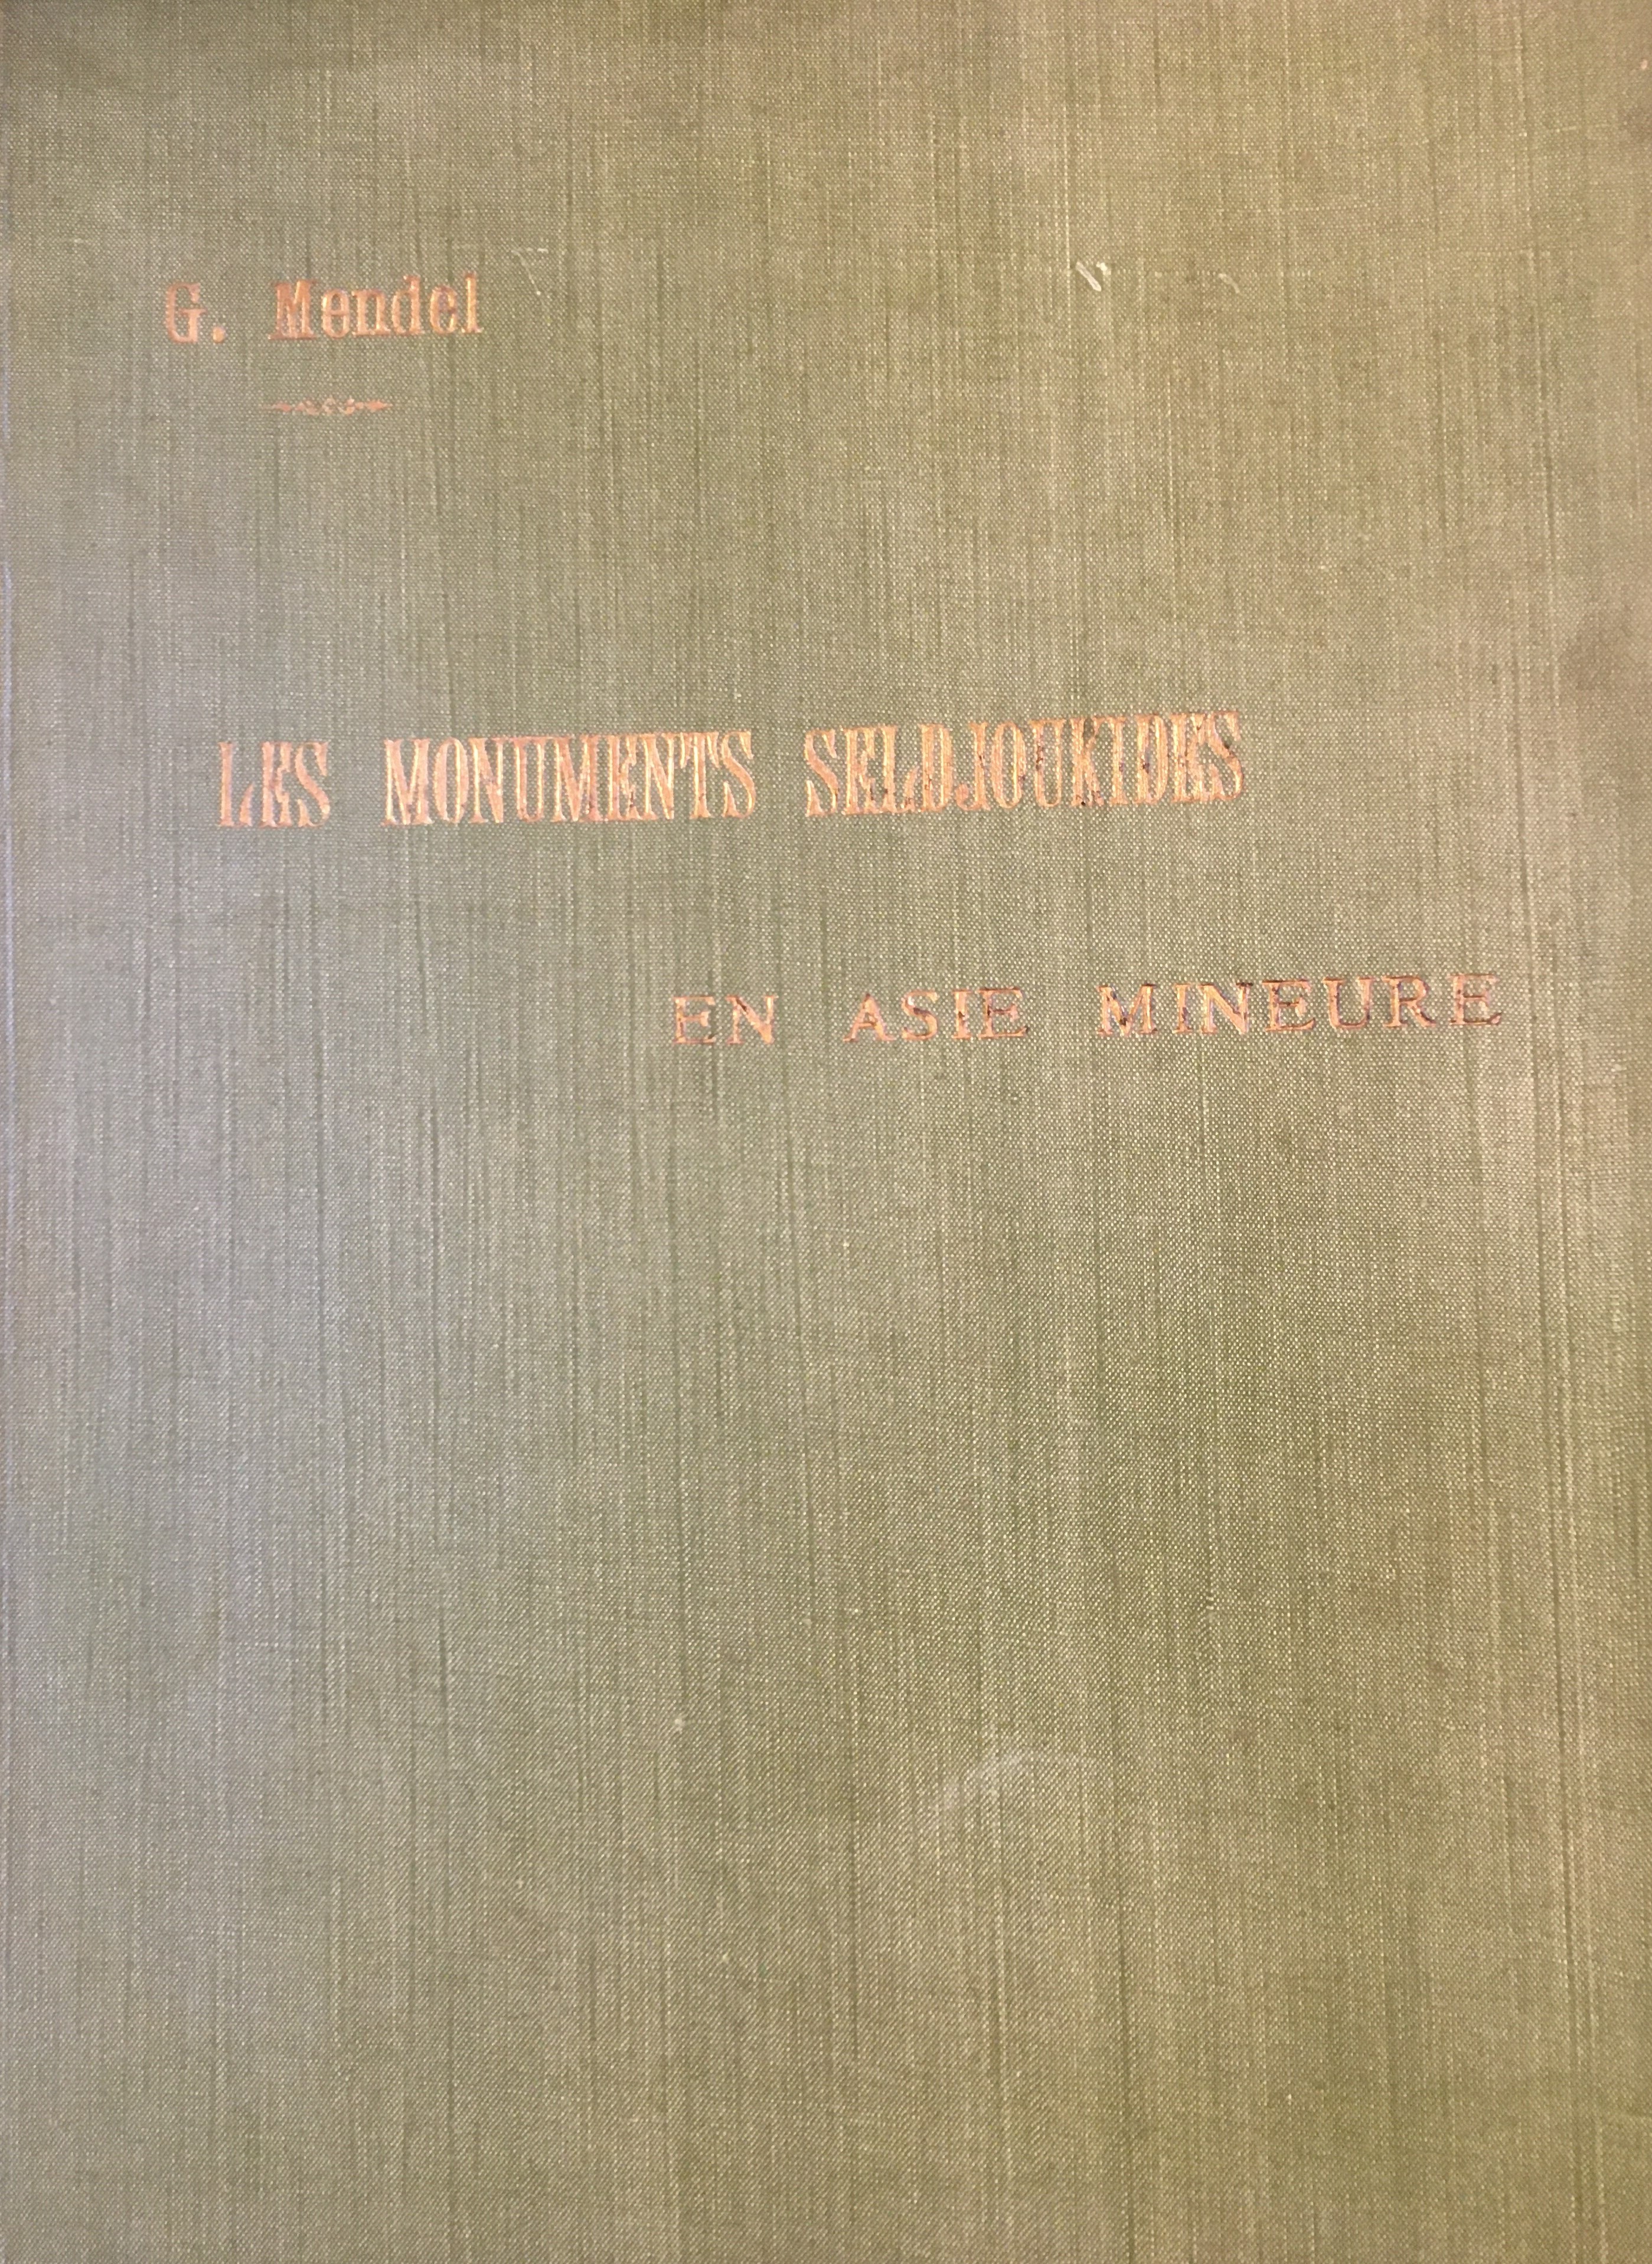 G. Mendel
LES MONUMENTS SELDJOUKIDES
EN ASIE MINEURE